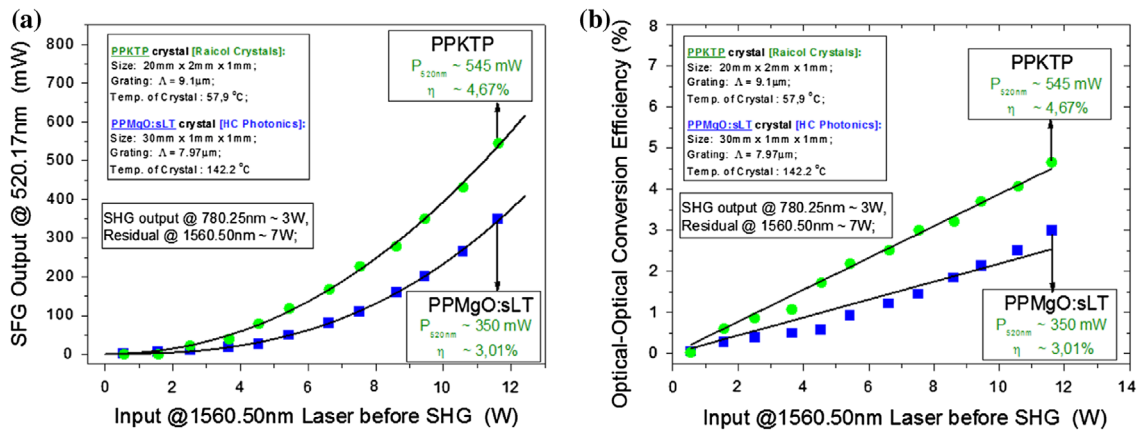 (a)
SFG Output @ 520.17nm (mW)
800
700
600
500
400
300
200
100
0
PPKTP crystal [Raicol Crystals]:
Size: 20mm x 2mm x 1mm;
Grating: Λ = 9.1µm;
Temp. of Crystal : 57,9 °C;
PPMgO:sLT crystal [HC Photonics]:
Size: 30mm x 1mm x 1mm;
Grating: Λ = 7.97µm;
Temp. of Crystal : 142.2 °C
SHG output @ 780.25nm ~ 3W,
Residual @ 1560.50nm ~ 7W;
PPKTP
P520nm ~ 545 mW
η ~ 4,67%
PPMgO:sLT
P520nm ~ 350 mW
η ~ 3,01%
0 2 4 6 8 10 12
Input @1560.50nm Laser before SHG (W)
(b)
Optical-Optical Conversion Efficiency (%)
8
7
6
5
4
3
2
1
0
PPKTP crystal [Raicol Crystals]:
Size: 20mm x 2mm x 1mm;
Grating: Λ = 9.1µm;
Temp. of Crystal : 57,9 °C;
PPMgO:sLT crystal [HC Photonics]:
Size: 30mm x 1mm x 1mm;
Grating: Λ = 7.97µm;
Temp. of Crystal : 142.2 °C
SHG output @ 780.25nm ~ 3W,
Residual @ 1560.50nm ~ 7W;
PPKTP
P520nm ~ 545 mW
η ~ 4,67%
PPMgO:sLT
P520nm ~ 350 mW
η ~ 3,01%
0 2 4 6 8 10 12 14
Input @1560.50nm Laser before SHG (W)